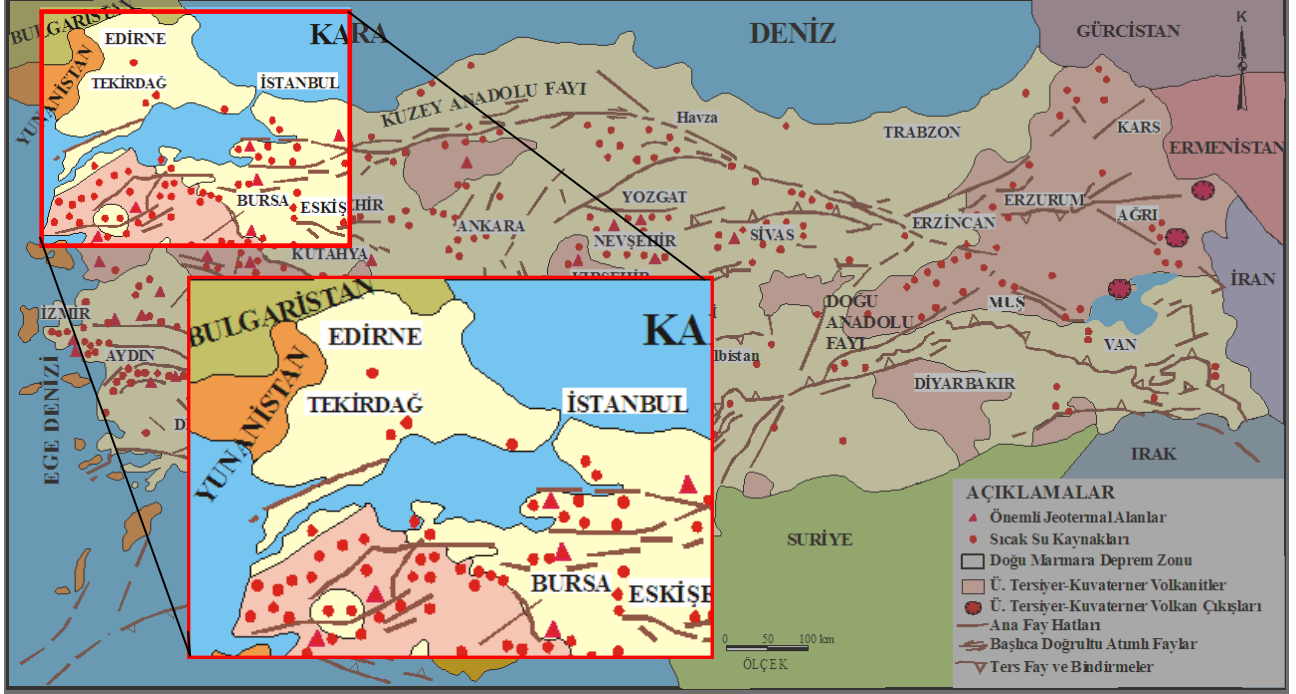 BULGARİSTAN
EDİRNE
KARA
DENİZ
GÜRCİSTAN
K
YUNANİSTAN
TEKİRDAĞ
İSTANBUL
KUZEY ANADOLU FAYI
Havza
TRABZON
KARS
ERMENİSTAN
BURSA
ESKİŞEHİR
ANKARA
YOZGAT
NEVŞEHİR
SİVAS
ERZİNCAN
ERZURUM
AĞRI
KUTAHYA
KIRŞEHİR
İRAN
İZMİR
AYDIN
EGE DENİZİ
BULGARİSTAN
EDİRNE
KA
YUNANİSTAN
TEKİRDAĞ
İSTANBUL
BURSA
ESKİŞE
DOĞU
ANADOLU
FAYI
MUŞ
VAN
lbistan
DİYARBAKIR
IRAK
SURİYE
0 50 100 km
ÖLÇEK
AÇIKLAMALAR
Önemli Jeotermal Alanlar
Sıcak Su Kaynakları
Doğu Marmara Deprem Zonu
Ü. Tersiyer-Kuvaterner Volkanitler
Ü. Tersiyer-Kuvaterner Volkan Çıkışları
Ana Fay Hatları
Başlıca Doğrultu Atımlı Faylar
Ters Fay ve Bindirmeler